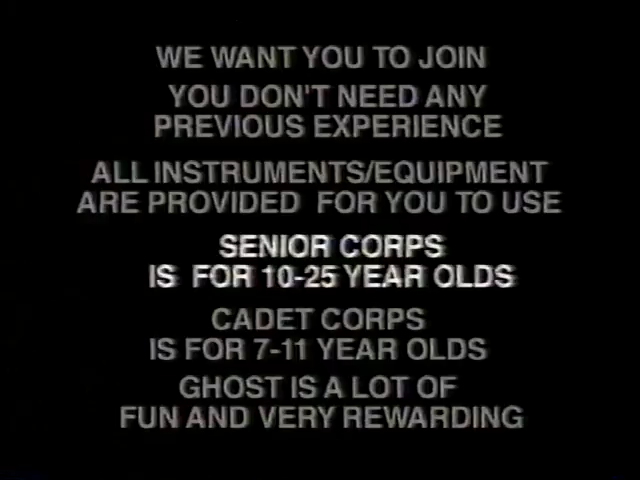 WE WANT YOU TO JOIN
YOU DON'T NEED ANY
PREVIOUS EXPERIENCE
ALL INSTRUMENTS/EQUIPMENT
ARE PROVIDED FOR YOU TO USE
SENIOR CORPS
IS FOR 10-25 YEAR OLDS
CADET CORPS
IS FOR 7-11 YEAR OLDS
GHOST IS A LOT OF
FUN AND VERY REWARDING